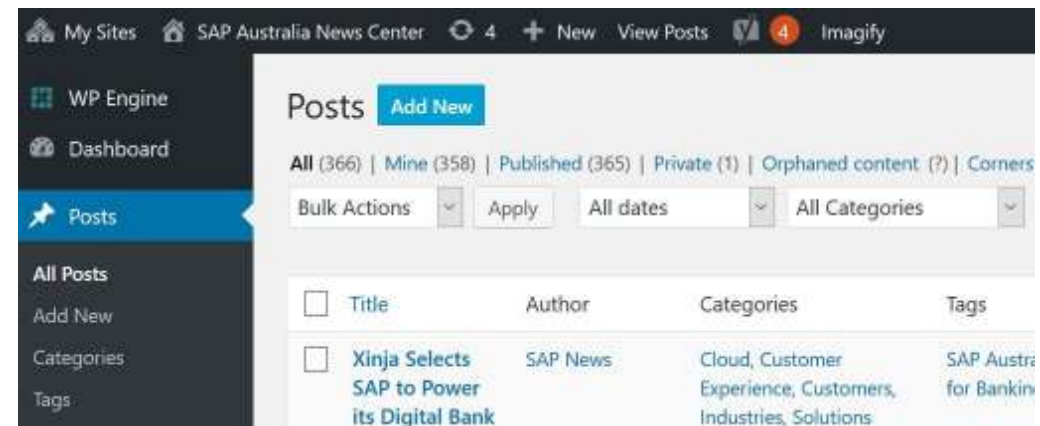 My Sites SAP Australia News Center 4 + New View Posts 4 Imagify
WP Engine
Dashboard
Posts
All Posts
Add New
Categories
Tags
Posts Add New
All (366) | Mine (358) | Published (365) | Private (1) | Orphaned content (?) | Corners
Bulk Actions Apply All dates All Categories
Title Author Categories Tags
Xinja Selects SAP News Cloud, Customer SAP Austra
SAP to Power Experience, Customers, for Bankin
its Digital Bank Industries, Solutions